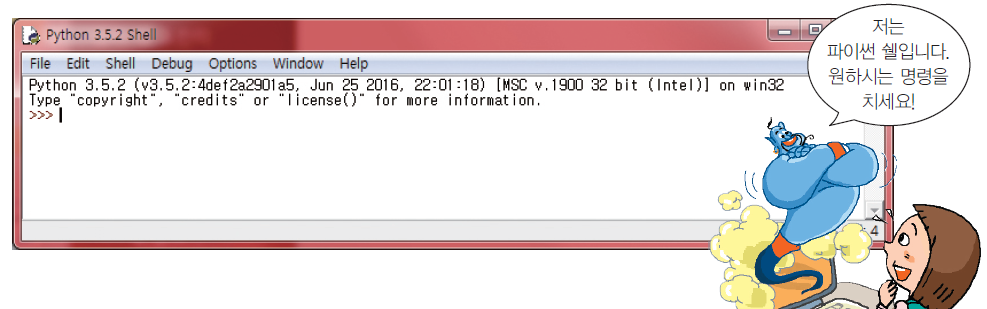 Python 3.5.2 Shell
File Edit Shell Debug Options Window Help
Python 3.5.2 (v3.5.2:4def2a2901a5, Jun 25 2016, 22:01:18) [MSC v.1900 32 bit (Intel)] on win32
Type "copyright", "credits" or "license()" for more information.
>>>
저는
파이썬 쉘입니다.
원하시는 명령을
치세요!
4